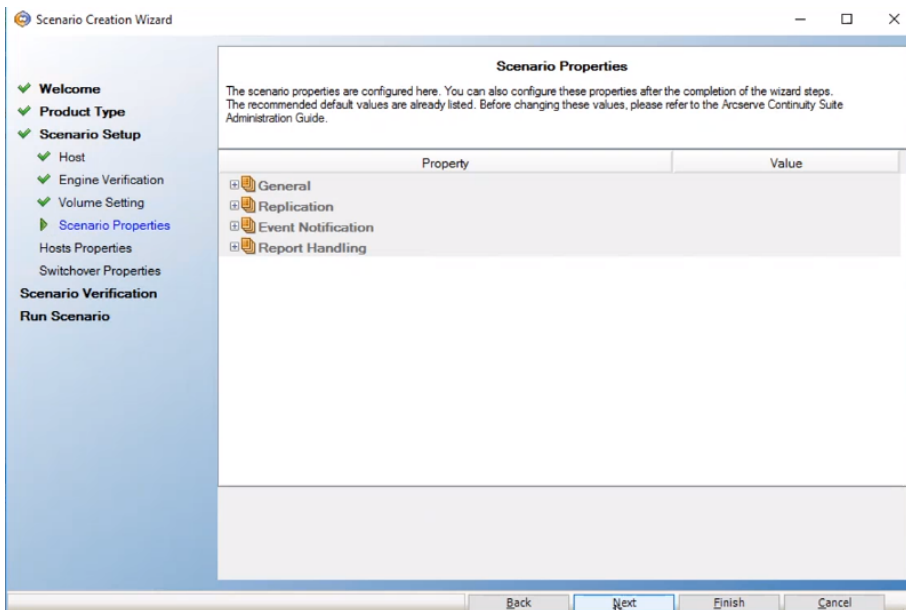 Scenario Creation Wizard
Welcome
Product Type
Scenario Setup
Host
Engine Verification
Volume Setting
Scenario Properties
Hosts Properties
Switchover Properties
Scenario Verification
Run Scenario
Scenario Properties
The scenario properties are configured here. You can also configure these properties after the completion of the wizard steps.
The recommended default values are already listed. Before changing these values, please refer to the Arcserve Continuity Suite
Administration Guide.
Property Value
General
Replication
Event Notification
Report Handling
Back Next Finish Cancel